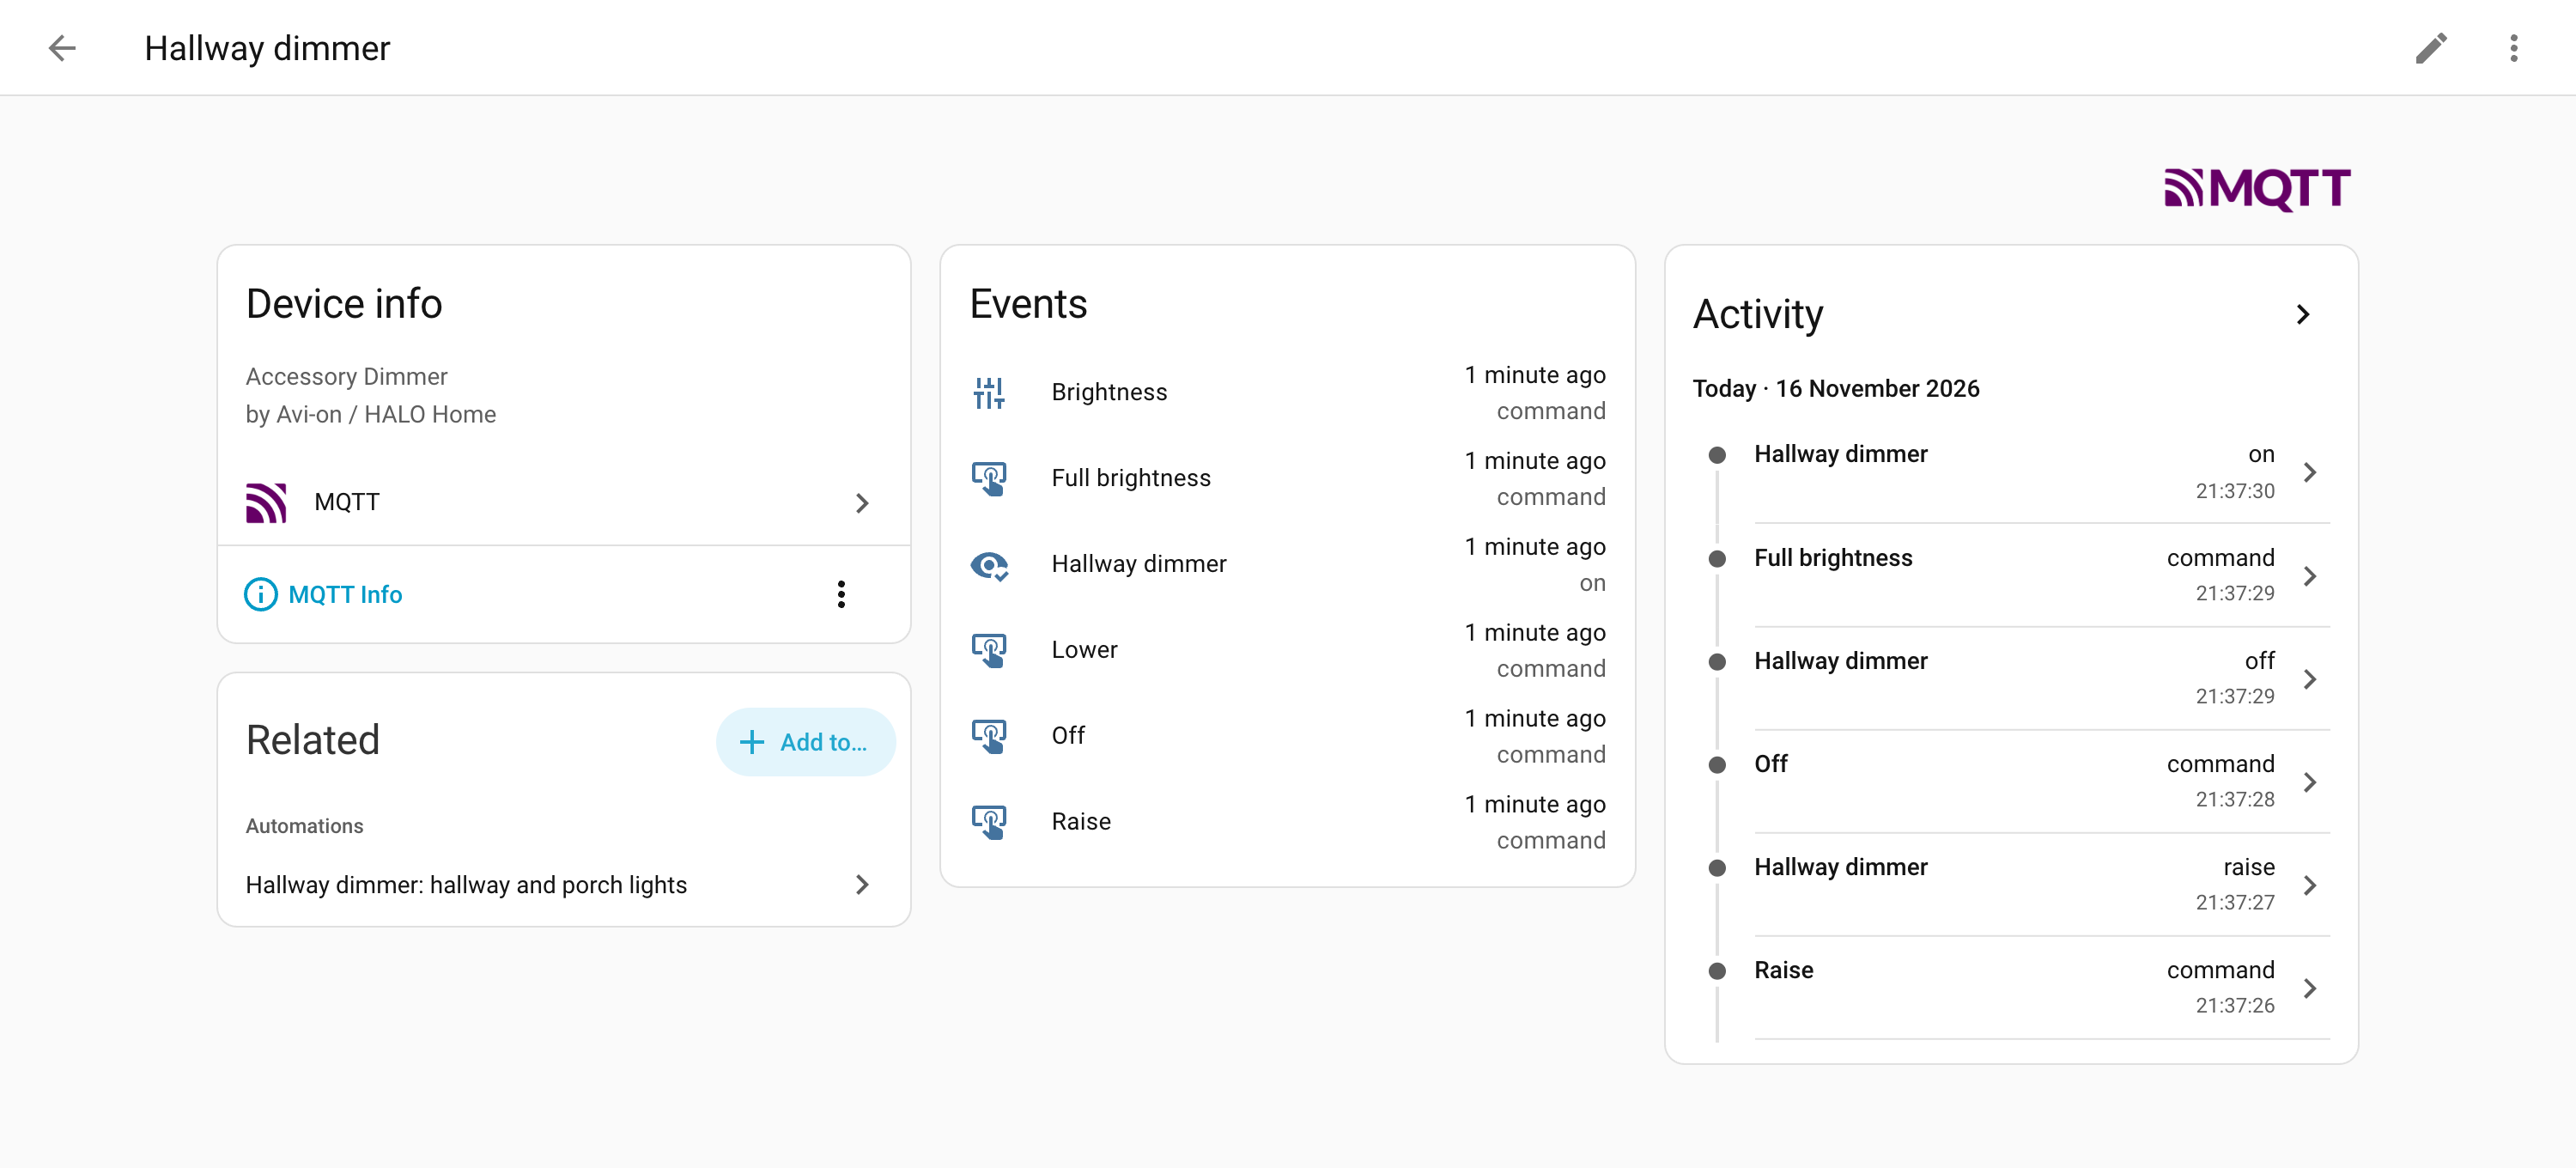 Hallway dimmer
MQTT
Device info
Accessory Dimmer
by Avi-on / HALO Home
MQTT
MQTT Info
Related
Add to...
Automations
Hallway dimmer: hallway and porch lights
Events
Brightness
1 minute ago
command
Full brightness
1 minute ago
command
Hallway dimmer
1 minute ago
on
Lower
1 minute ago
command
Off
1 minute ago
command
Raise
1 minute ago
command
Activity
Today · 16 November 2026
Hallway dimmer
on
21:37:30
Full brightness
command
21:37:29
Hallway dimmer
off
21:37:29
Off
command
21:37:28
Hallway dimmer
raise
21:37:27
Raise
command
21:37:26